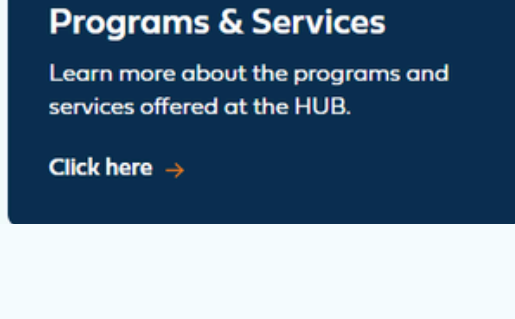 Programs & Services
Learn more about the programs and
services offered at the HUB.
Click here →